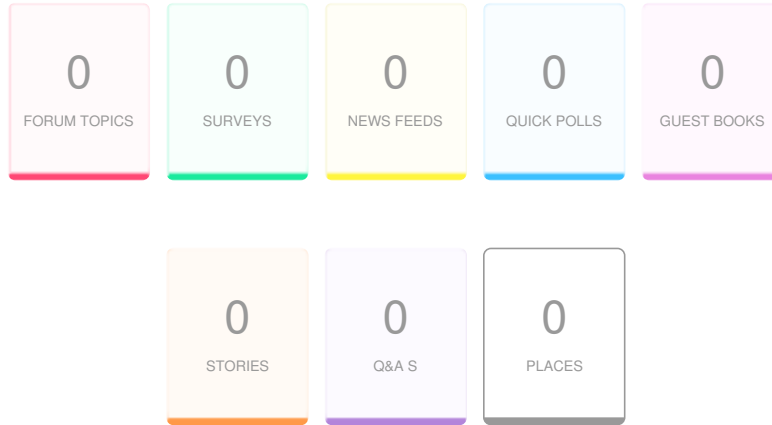 0 0 0 0 0
FORUM TOPICS SURVEYS NEWS FEEDS QUICK POLLS GUEST BOOKS
0 0 0
STORIES Q&A S PLACES